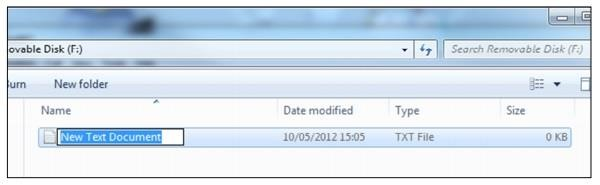 ovable Disk (F:) Search Removable Disk (F:)
Burn New folder
Name Date modified Type Size
New Text Document 10/05/2012 15:05 TXT File 0 KB